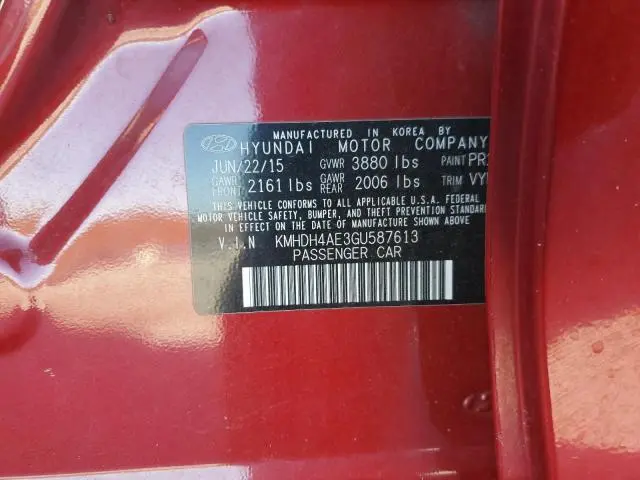 MANUFACTURED IN KOREA BY
HYUNDAI MOTOR COMPANY
JUN/22/15 GVWR 3880 lbs PAINT
GAWR FRONT 2161 lbs GAWR REAR 2006 lbs TRIM
THIS VEHICLE CONFORMS TO ALL APPLICABLE U.S.A. FEDERAL
MOTOR VEHICLE SAFETY, BUMPER, AND THEFT PREVENTION
STANDARDS IN EFFECT ON THE DATE OF MANUFACTURE SHOWN ABOVE
V.I.N KMHDH4AE3GU587613
PASSENGER CAR